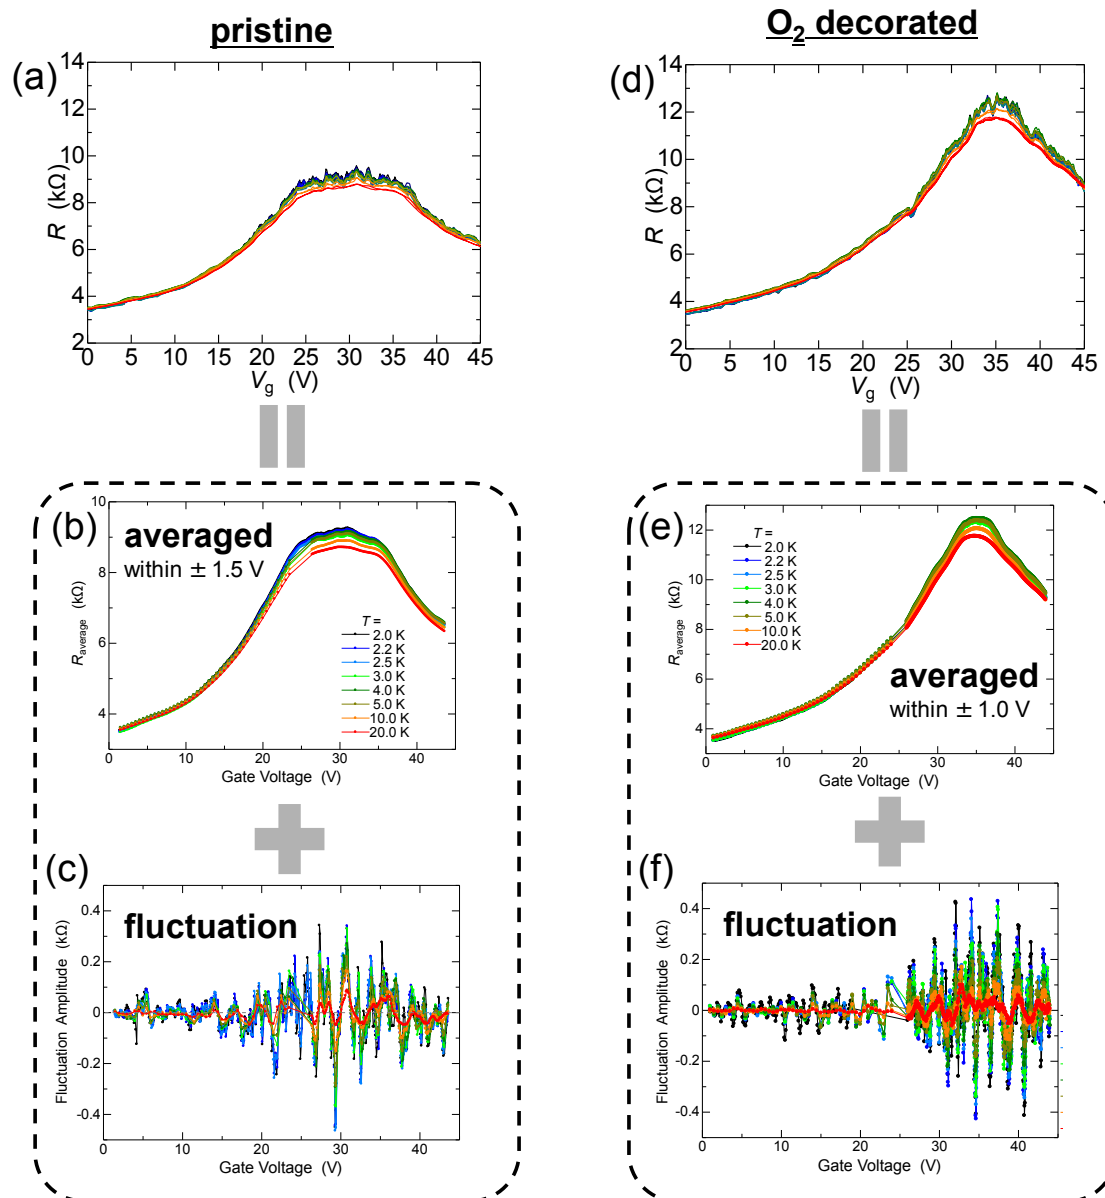 pristine
O2 decorated
(a)
14
12
10
8
6
4
2
R (kΩ)
0 5 10 15 20 25 30 35 40 45
Vg (V)
(d)
14
12
10
8
6
4
2
R (kΩ)
0 5 10 15 20 25 30 35 40 45
Vg (V)
(b)
averaged
within ± 1.5 V
10
8
6
4
Raverage (kΩ)
T =
2.0 K
2.2 K
2.5 K
3.0 K
4.0 K
5.0 K
10.0 K
20.0 K
0 10 20 30 40
Gate Voltage (V)
(e)
12
10
8
6
4
Raverage (kΩ)
T =
2.0 K
2.2 K
2.5 K
3.0 K
4.0 K
5.0 K
10.0 K
20.0 K
averaged
within ± 1.0 V
0 10 20 30 40
Gate Voltage (V)
(c)
fluctuation
0.4
0.2
0
-0.2
-0.4
Fluctuation Amplitude (kΩ)
0 10 20 30 40
Gate Voltage (V)
(f)
fluctuation
0.4
0.2
0
-0.2
-0.4
Fluctuation Amplitude (kΩ)
0 10 20 30 40
Gate Voltage (V)